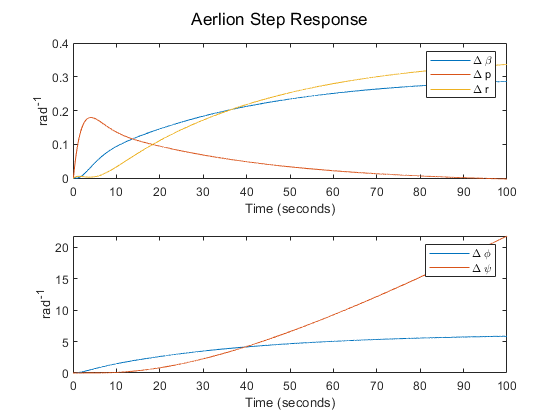 Aerlion Step Response
0.4
0.3
0.2
0.1
0
rad⁻¹
Δ β
Δ p
Δ r
0 10 20 30 40 50 60 70 80 90 100
Time (seconds)
20
15
10
5
0
rad⁻¹
Δ ϕ
Δ ψ
0 10 20 30 40 50 60 70 80 90 100
Time (seconds)